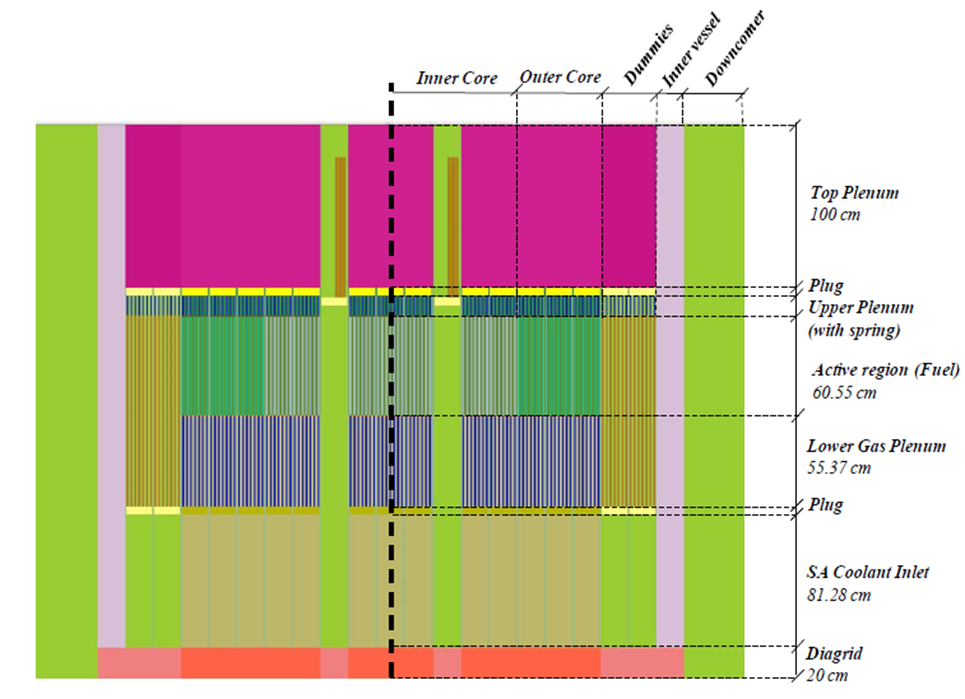 Inner Core
Outer Core
Dummies
Inner vessel
Downcomer
Top Plenum
100 cm
Plug
Upper Plenum
(with spring)
Active region (Fuel)
60.55 cm
Lower Gas Plenum
55.37 cm
Plug
SA Coolant Inlet
81.28 cm
Diagrid
20 cm